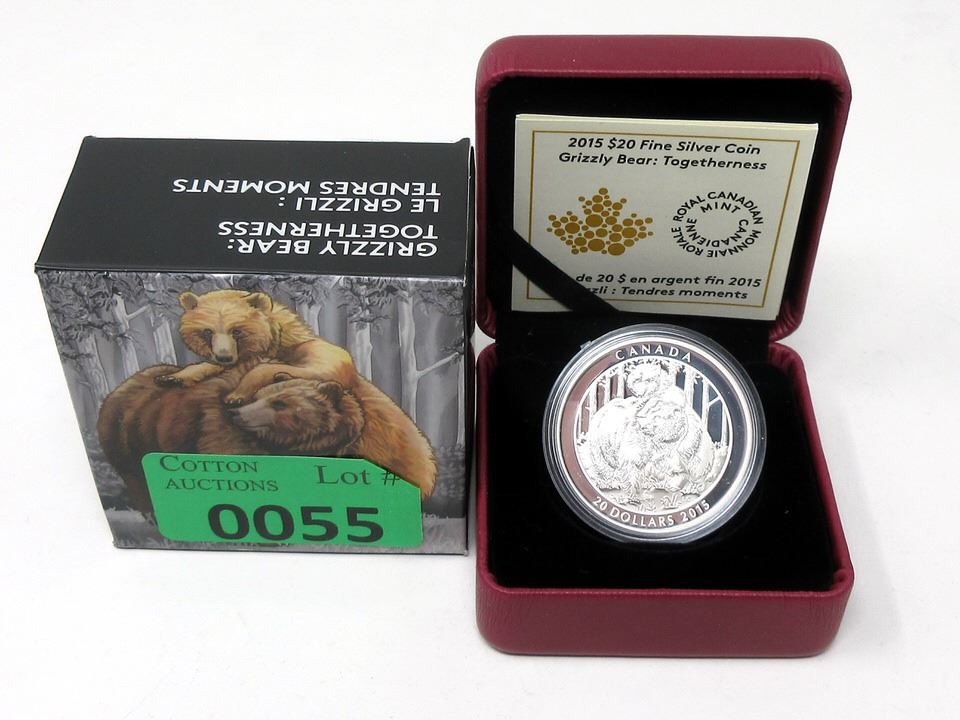 GRIZZLY BEAR:
TOGETHERNESS
LE GRIZZLI :
TENDRES MOMENTS
COTTON
AUCTIONS
Lot #
0055
2015 $20 Fine Silver Coin
Grizzly Bear: Togetherness
ROYAL CANADIAN MINT
MONNAIE ROYALE CANADIENNE
de 20 $ en argent fin 2015
: Tendres moments
CANADA
20 DOLLARS 2015